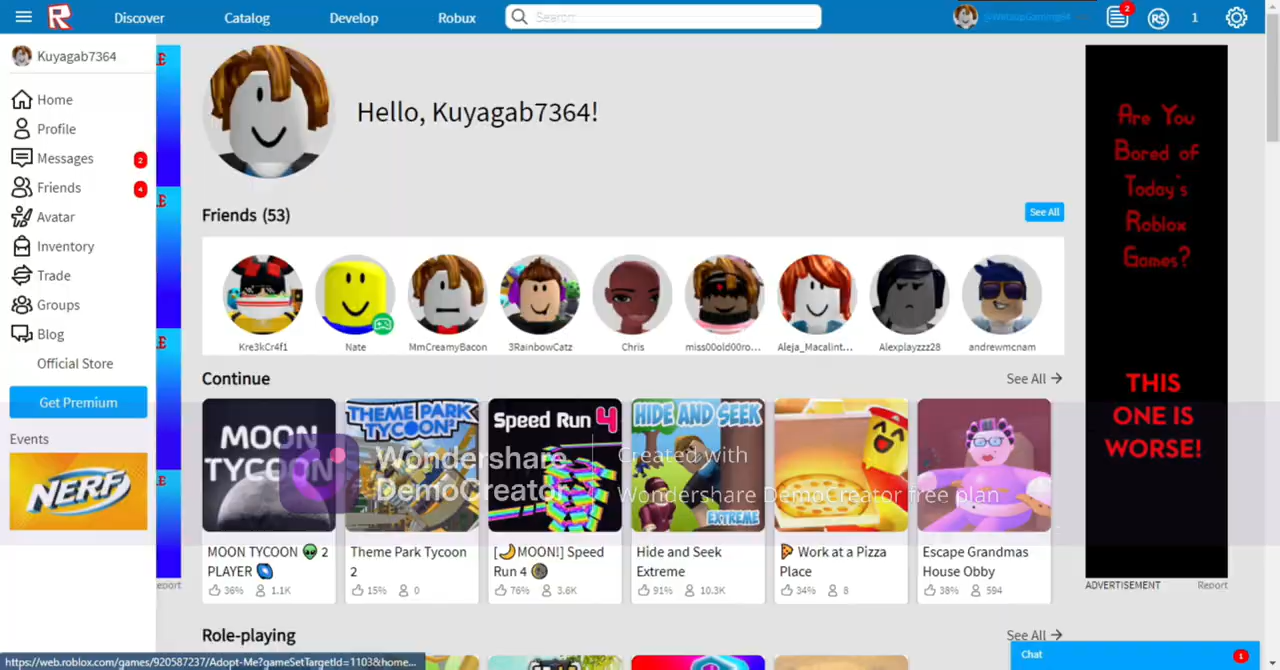 Discover
Catalog
Develop
Robux
Search
2
R$
1
Kuyagab7364
Home
Profile
Messages
2
Friends
4
Avatar
Inventory
Trade
Groups
Blog
Official Store
Get Premium
Events
NERF
Hello, Kuyagab7364!
Friends (53)
See All
Kre3kCr4f1
Nate
MmCreamyBacon
3RainbowCatz
Chris
miss00old00ro...
Aleja_Macalint...
Alexplayzzz28
andrewmcnam
Continue
See All
MOON
TYCOON
THEME PARK
TYCOON
Speed Run 4
HIDE AND SEEK
EXTREME
Wondershare
DemoCreator
Created with
Wondershare DemoCreator free plan
MOON TYCOON 👽 2
PLAYER 🌌
36% 1.1K
Theme Park Tycoon
2
15% 0
[🌙MOON!] Speed
Run 4 🪙
76% 3.6K
Hide and Seek
Extreme
91% 10.3K
🍕 Work at a Pizza
Place
34% 8
Escape Grandmas
House Obby
38% 594
Role-playing
See All
Are You
Bored of
Today's
Roblox
Games?
THIS
ONE IS
WORSE!
ADVERTISEMENT
Report
https://web.roblox.com/games/920587237/Adopt-Me?gameSetTargetId=1103&home...
Chat
1